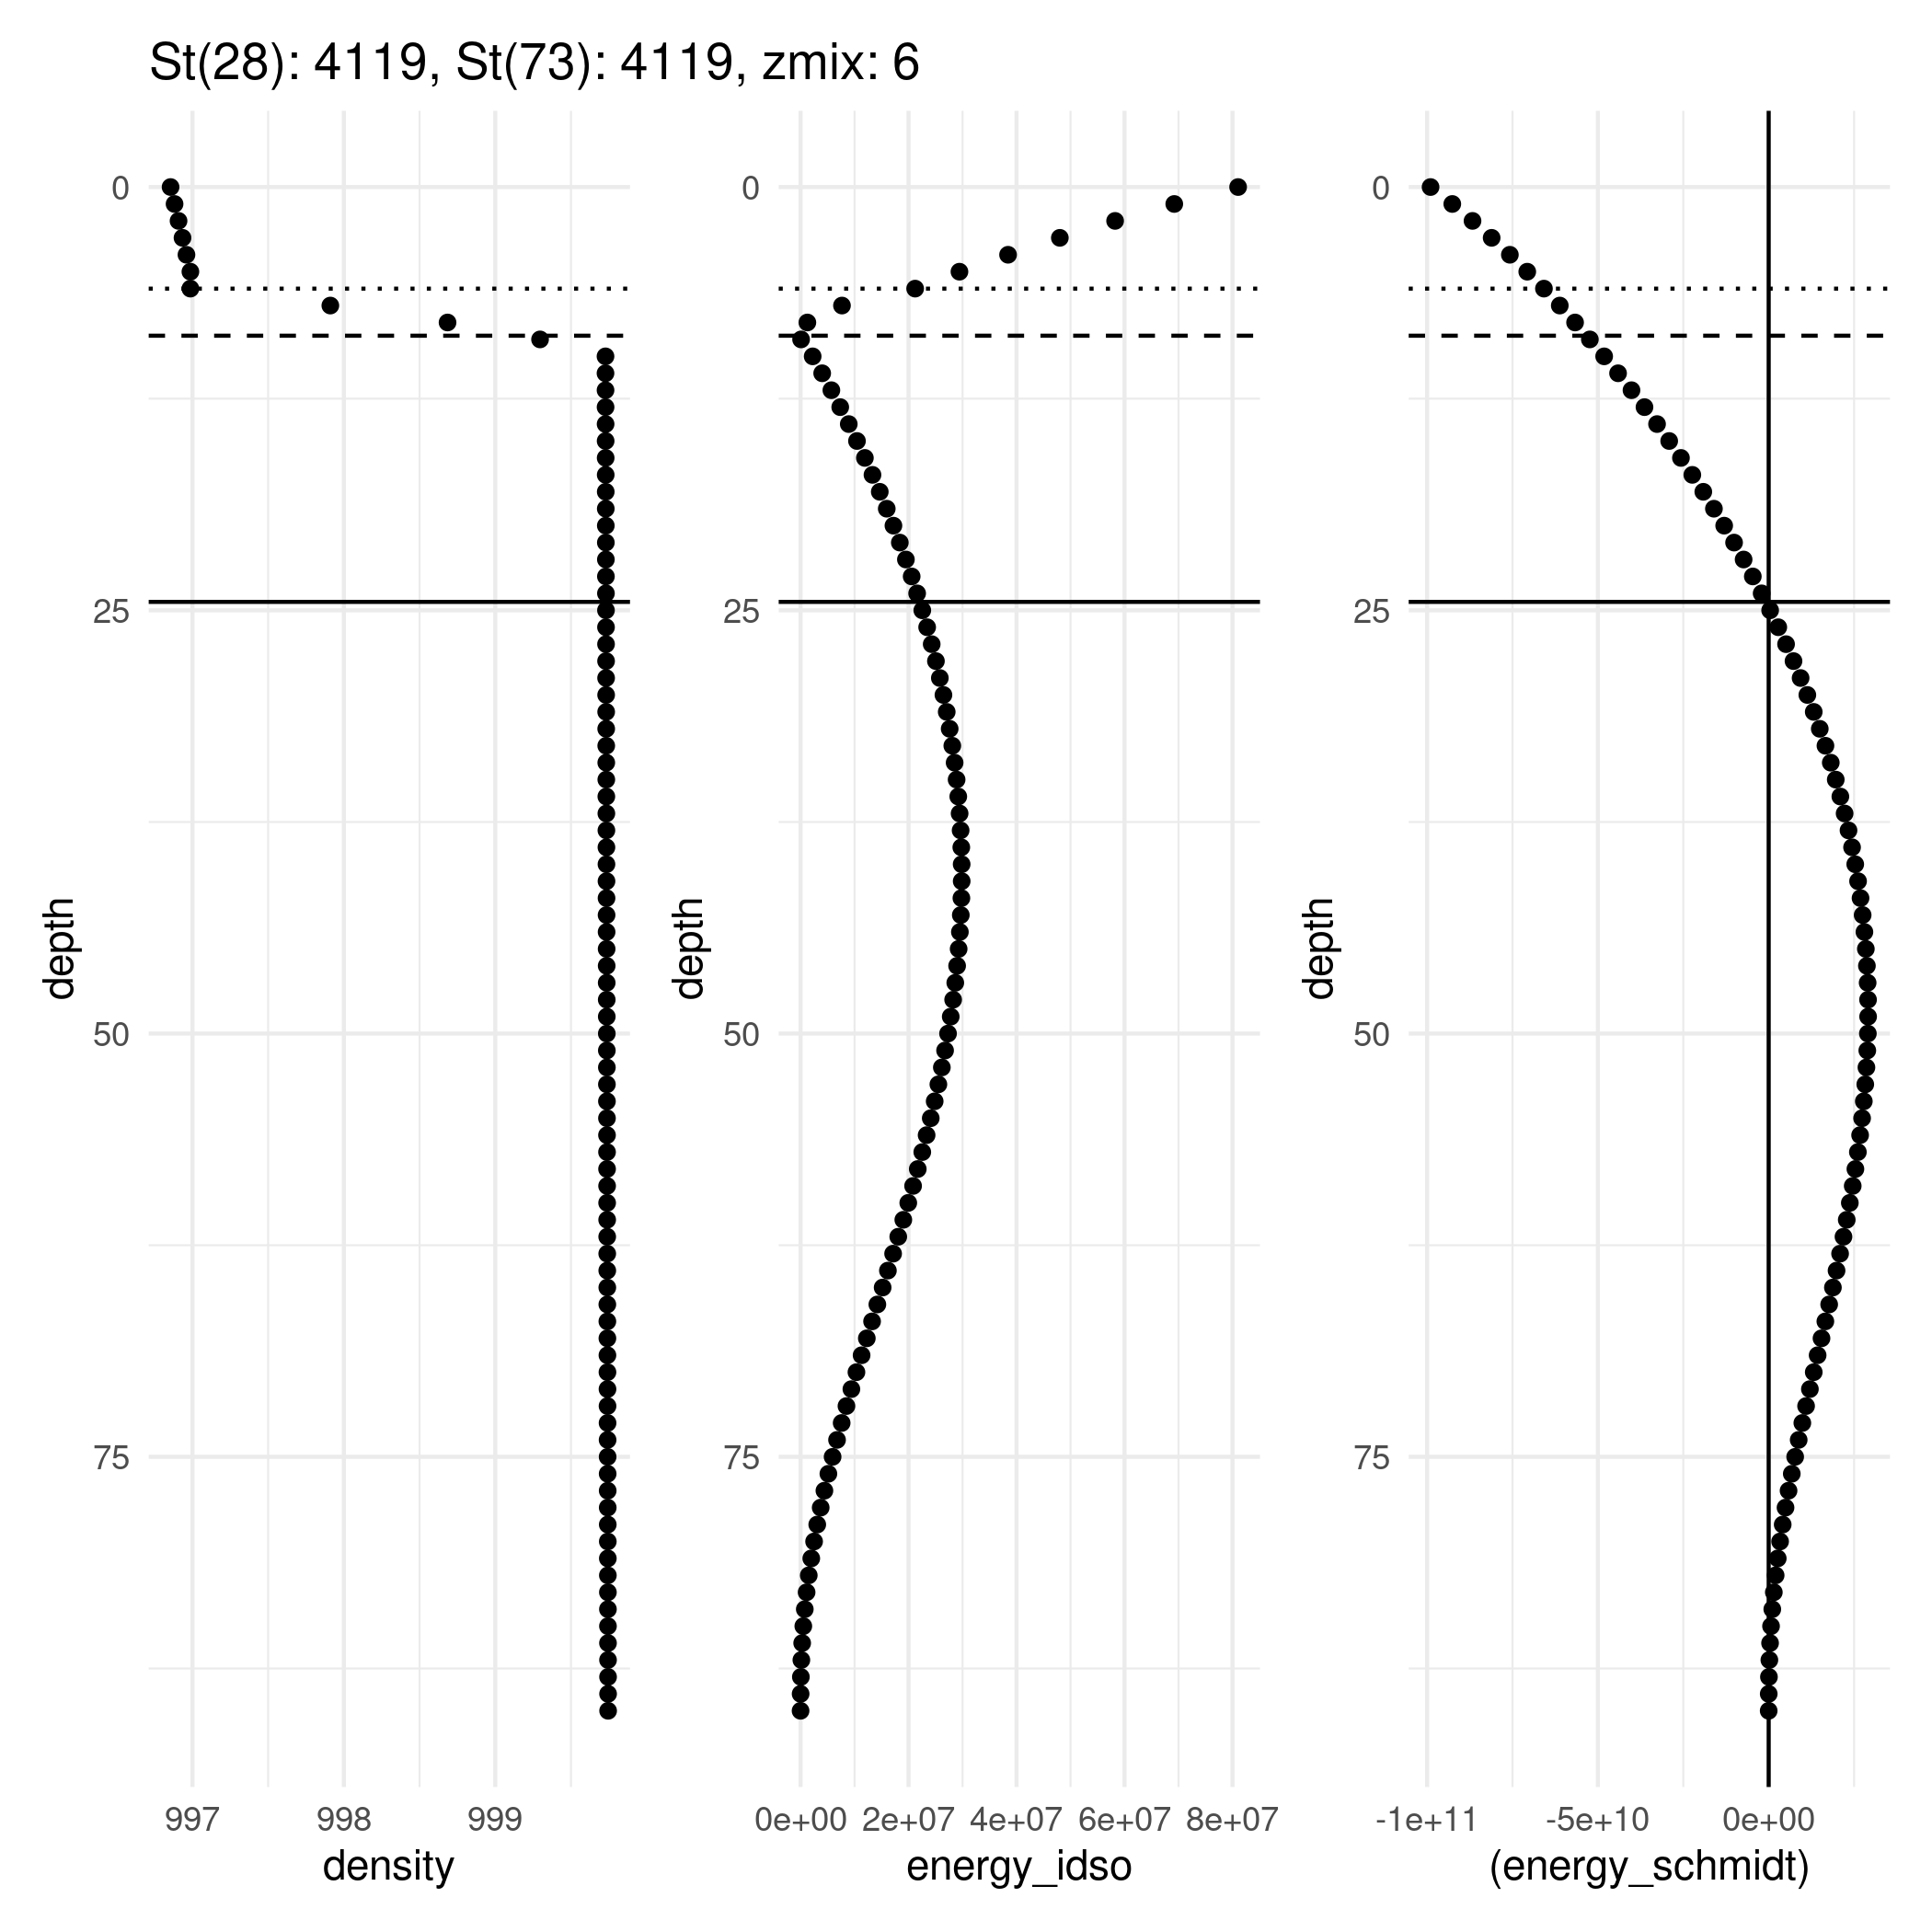 St(28): 4119, St(73): 4119, zmix: 6
0
25
50
75
depth
997 998 999
density
0
25
50
75
depth
0e+00 2e+07 4e+07 6e+07 8e+07
energy_idso
0
25
50
75
depth
-1e+11 -5e+10 0e+00
(energy_schmidt)